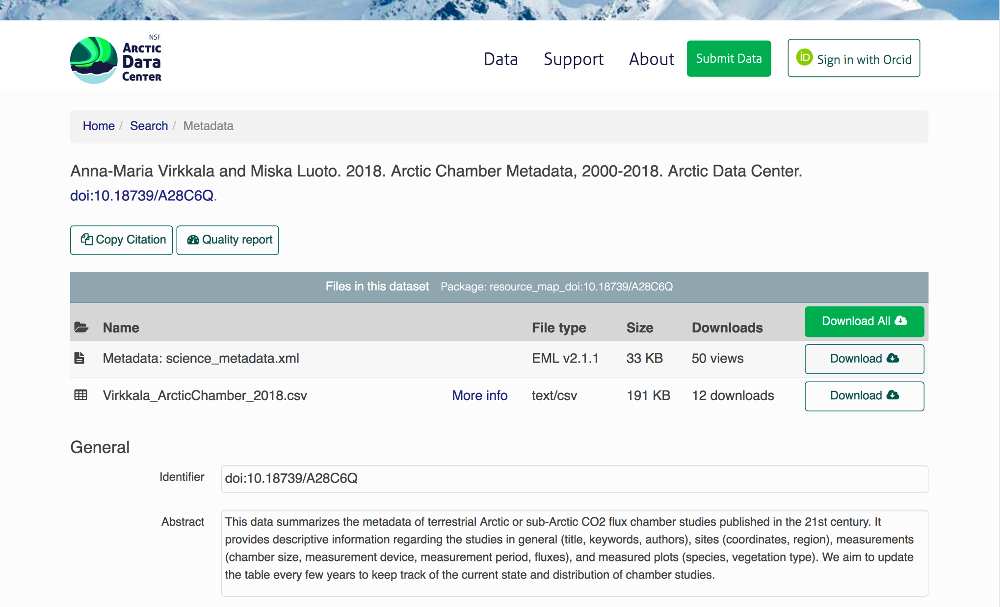 NSF
Arctic
Data
Center
Data
Support
About
Submit Data
iD Sign in with Orcid
Home / Search / Metadata
Anna-Maria Virkkala and Miska Luoto. 2018. Arctic Chamber Metadata, 2000-2018. Arctic Data Center.
doi:10.18739/A28C6Q.
Copy Citation
Quality report
Files in this dataset Package: resource_map_doi:10.18739/A28C6Q
Name File type Size Downloads Download All
Metadata: science_metadata.xml EML v2.1.1 33 KB 50 views Download
Virkkala_ArcticChamber_2018.csv More info text/csv 191 KB 12 downloads Download
General
Identifier doi:10.18739/A28C6Q
Abstract This data summarizes the metadata of terrestrial Arctic or sub-Arctic CO2 flux chamber studies published in the 21st century. It
provides descriptive information regarding the studies in general (title, keywords, authors), sites (coordinates, region), measurements
(chamber size, measurement device, measurement period, fluxes), and measured plots (species, vegetation type). We aim to update
the table every few years to keep track of the current state and distribution of chamber studies.